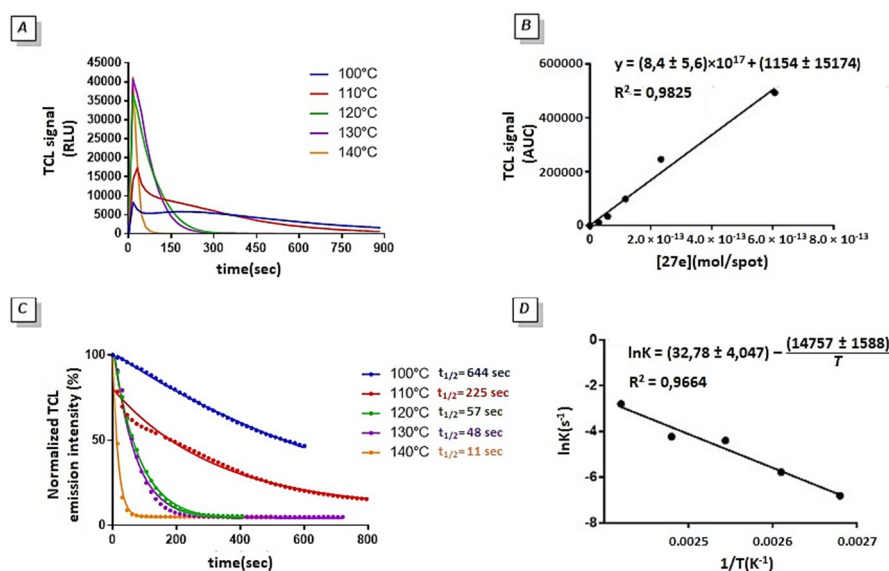 A
TCL signal
(RLU)
45000
40000
35000
30000
25000
20000
15000
10000
5000
0
0 150 300 450 600 750 900
time(sec)
100°C
110°C
120°C
130°C
140°C
B
y = (8,4 ± 5,6)×10¹⁷ + (1154 ± 15174)
R² = 0,9825
TCL signal
(AUC)
600000
400000
200000
0
0 2.0×10⁻¹³ 4.0×10⁻¹³ 6.0×10⁻¹³ 8.0×10⁻¹³
[27e](mol/spot)
C
Normalized TCL
emission intensity (%)
100
50
0
0 200 400 600 800
time(sec)
100°C t₁/₂= 644 sec
110°C t₁/₂= 225 sec
120°C t₁/₂= 57 sec
130°C t₁/₂= 48 sec
140°C t₁/₂= 11 sec
D
lnK = (32,78 ± 4,047) − (14757 ± 1588)
T
R² = 0,9664
lnK(s⁻¹)
-0
-2
-4
-6
-8
0.0025 0.0026 0.0027
1/T(K⁻¹)